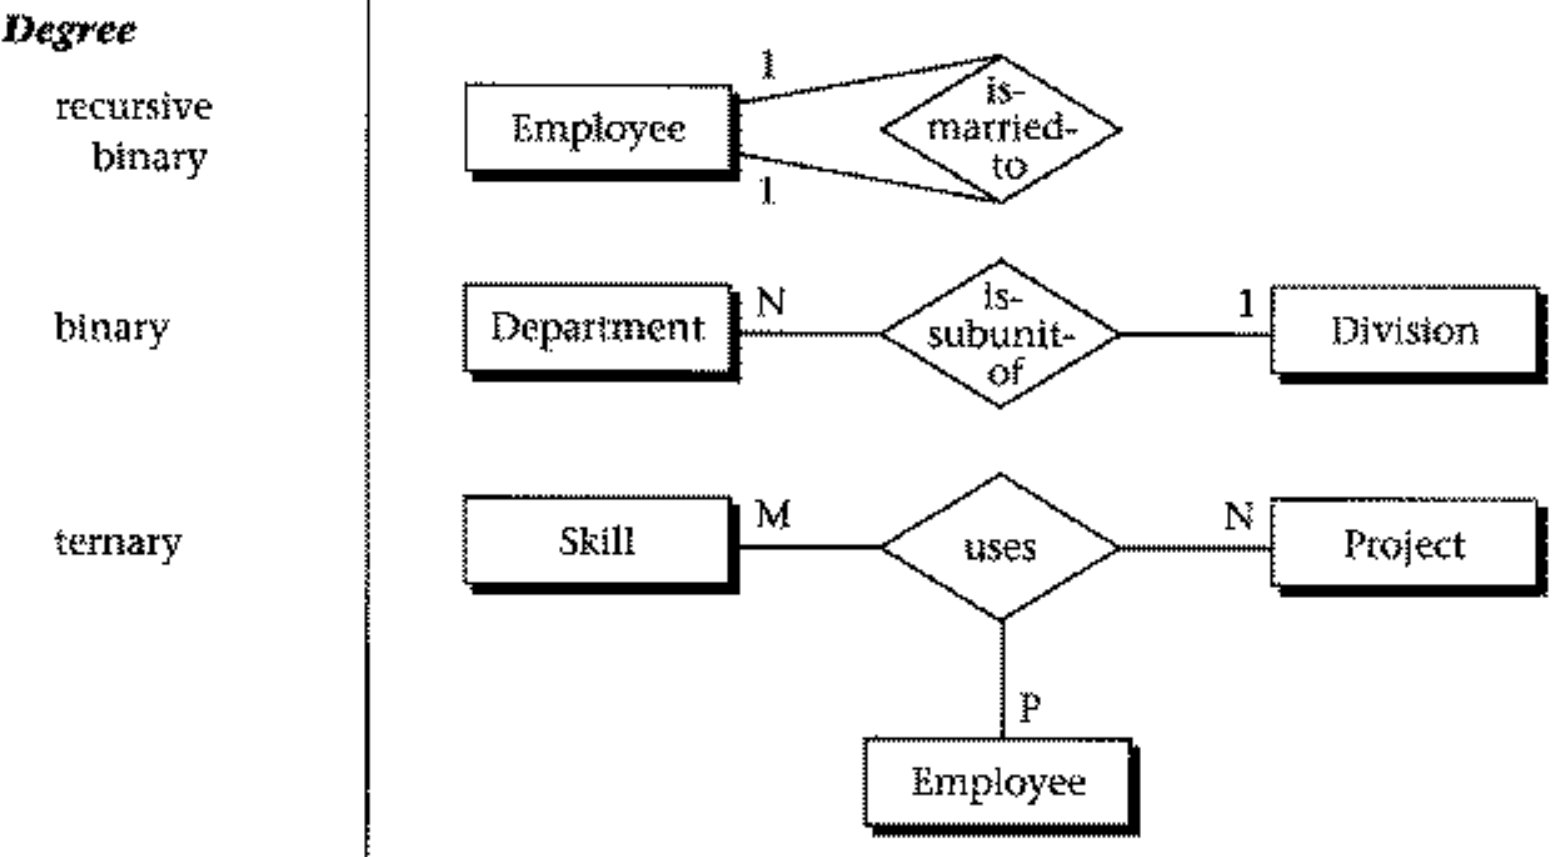 Degree
recursive
binary
Employee
1
1
is-
married-
to
binary
Department
N
is-
subunit-
of
1
Division
ternary
Skill
M
uses
N
Project
P
Employee